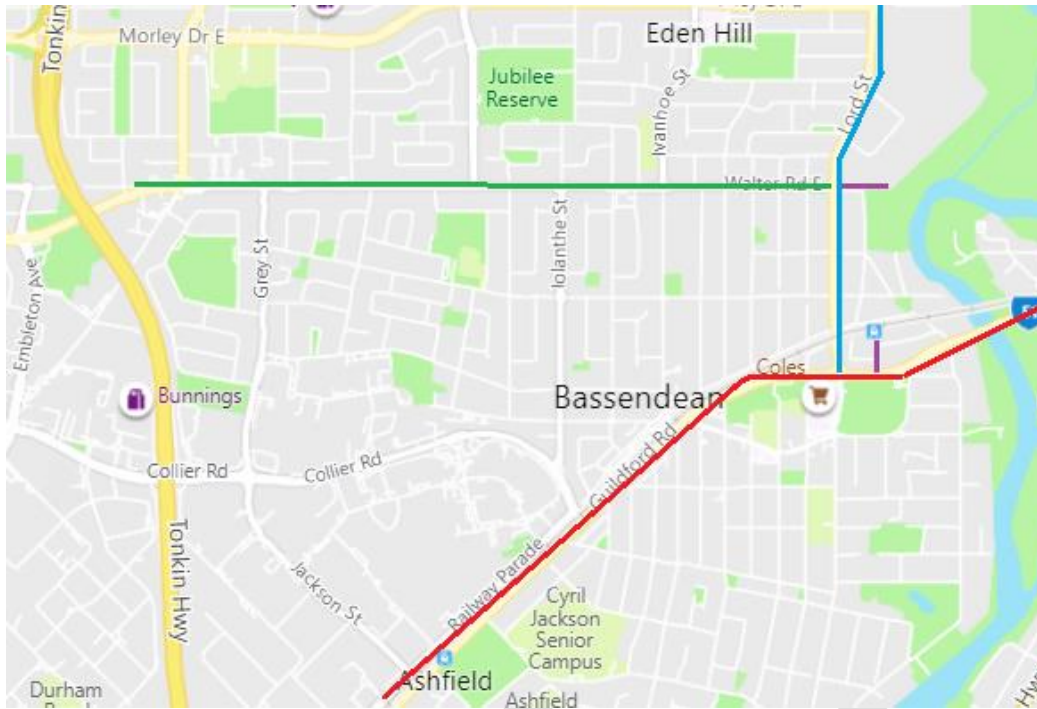 Tonkin
Morley Dr E
Eden Hill
Jubilee
Reserve
Ivanhoe St
Lord St
Walter Rd E
Grey St
Iolanthe St
Embleton Ave
Coles
Bunnings
Bassendean
Collier Rd
Collier Rd
Guildford Rd
Tonkin Hwy
Railway Parade
Jackson St
Cyril
Jackson
Senior
Campus
Ashfield
Ashfield
Durham